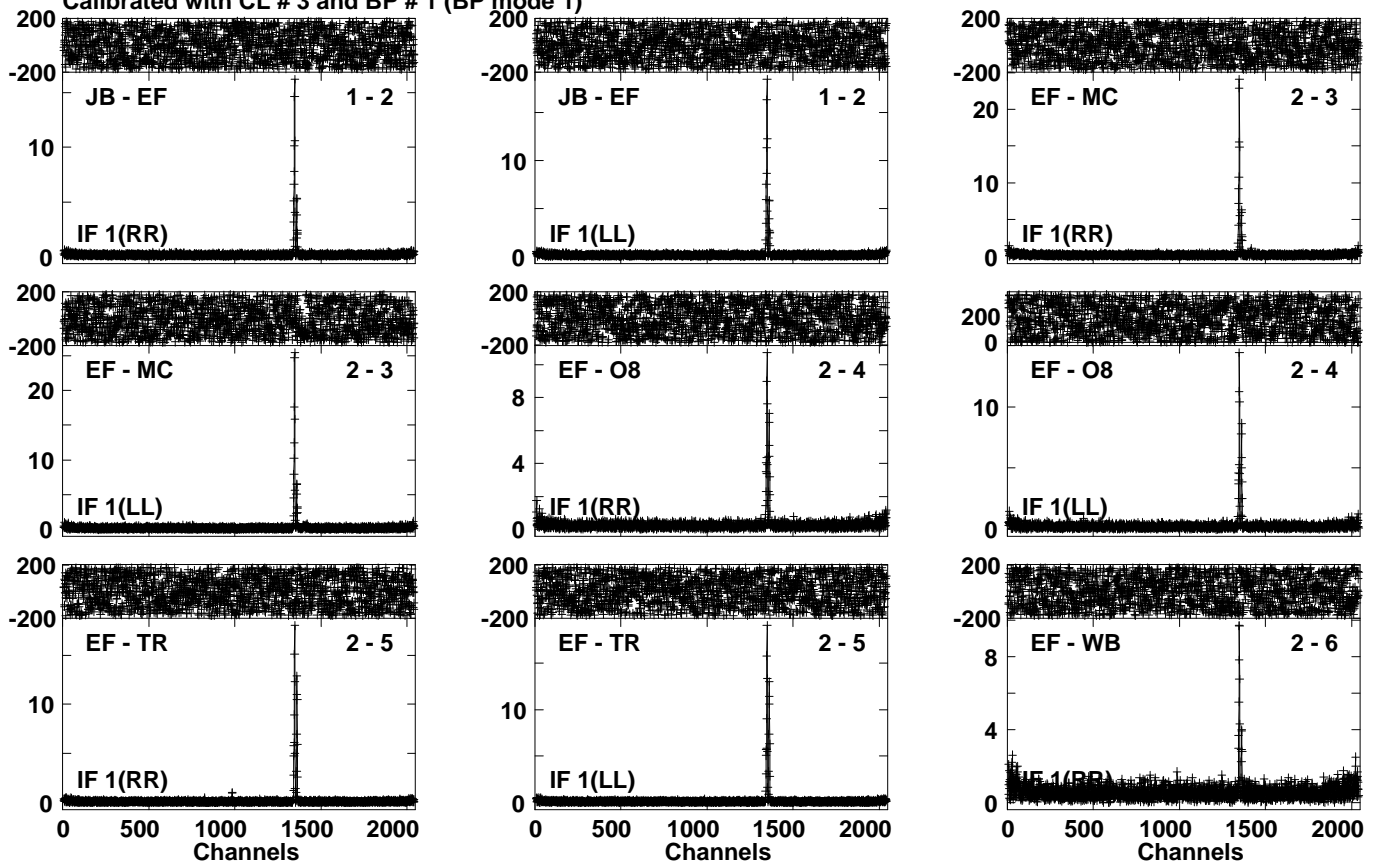 Calibrated with CL # 3 and BP # 1 (BP mode 1)
200 200 200
-200 -200 -200
JB - EF 1 - 2 JB - EF 1 - 2 EF - MC 2 - 3
20
10 10 10
IF 1(RR) IF 1(LL) IF 1(RR)
0 0 0
200 200 200
-200 -200 0
EF - MC 2 - 3 EF - O8 2 - 4 EF - O8 2 - 4
20 8 10
10 4
IF 1(LL) IF 1(RR) IF 1(LL)
0 0 0
200 200 200
-200 -200 -200
EF - TR 2 - 5 EF - TR 2 - 5 EF - WB 2 - 6
8
10 10 4
IF 1(RR) IF 1(LL) IF 1(RR)
0 0 0
0 500 1000 1500 2000 0 500 1000 1500 2000 0 500 1000 1500 2000
Channels Channels Channels